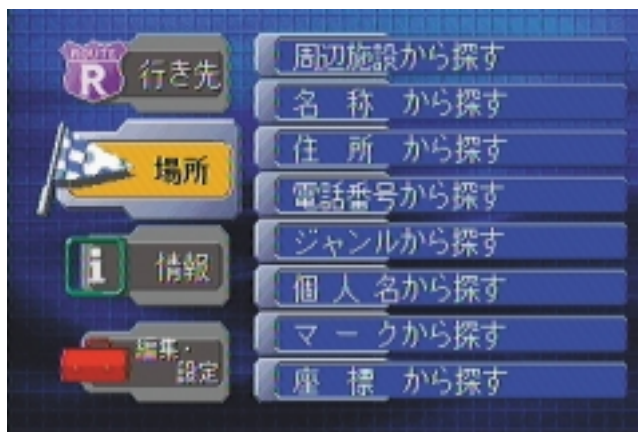 ROUTE
R
行き先
場所
i
情報
編集・
設定
周辺施設から探す
名 称 から探す
住 所 から探す
電話番号から探す
ジャンルから探す
個 人 名から探す
マ ー クから探す
座 標 から探す